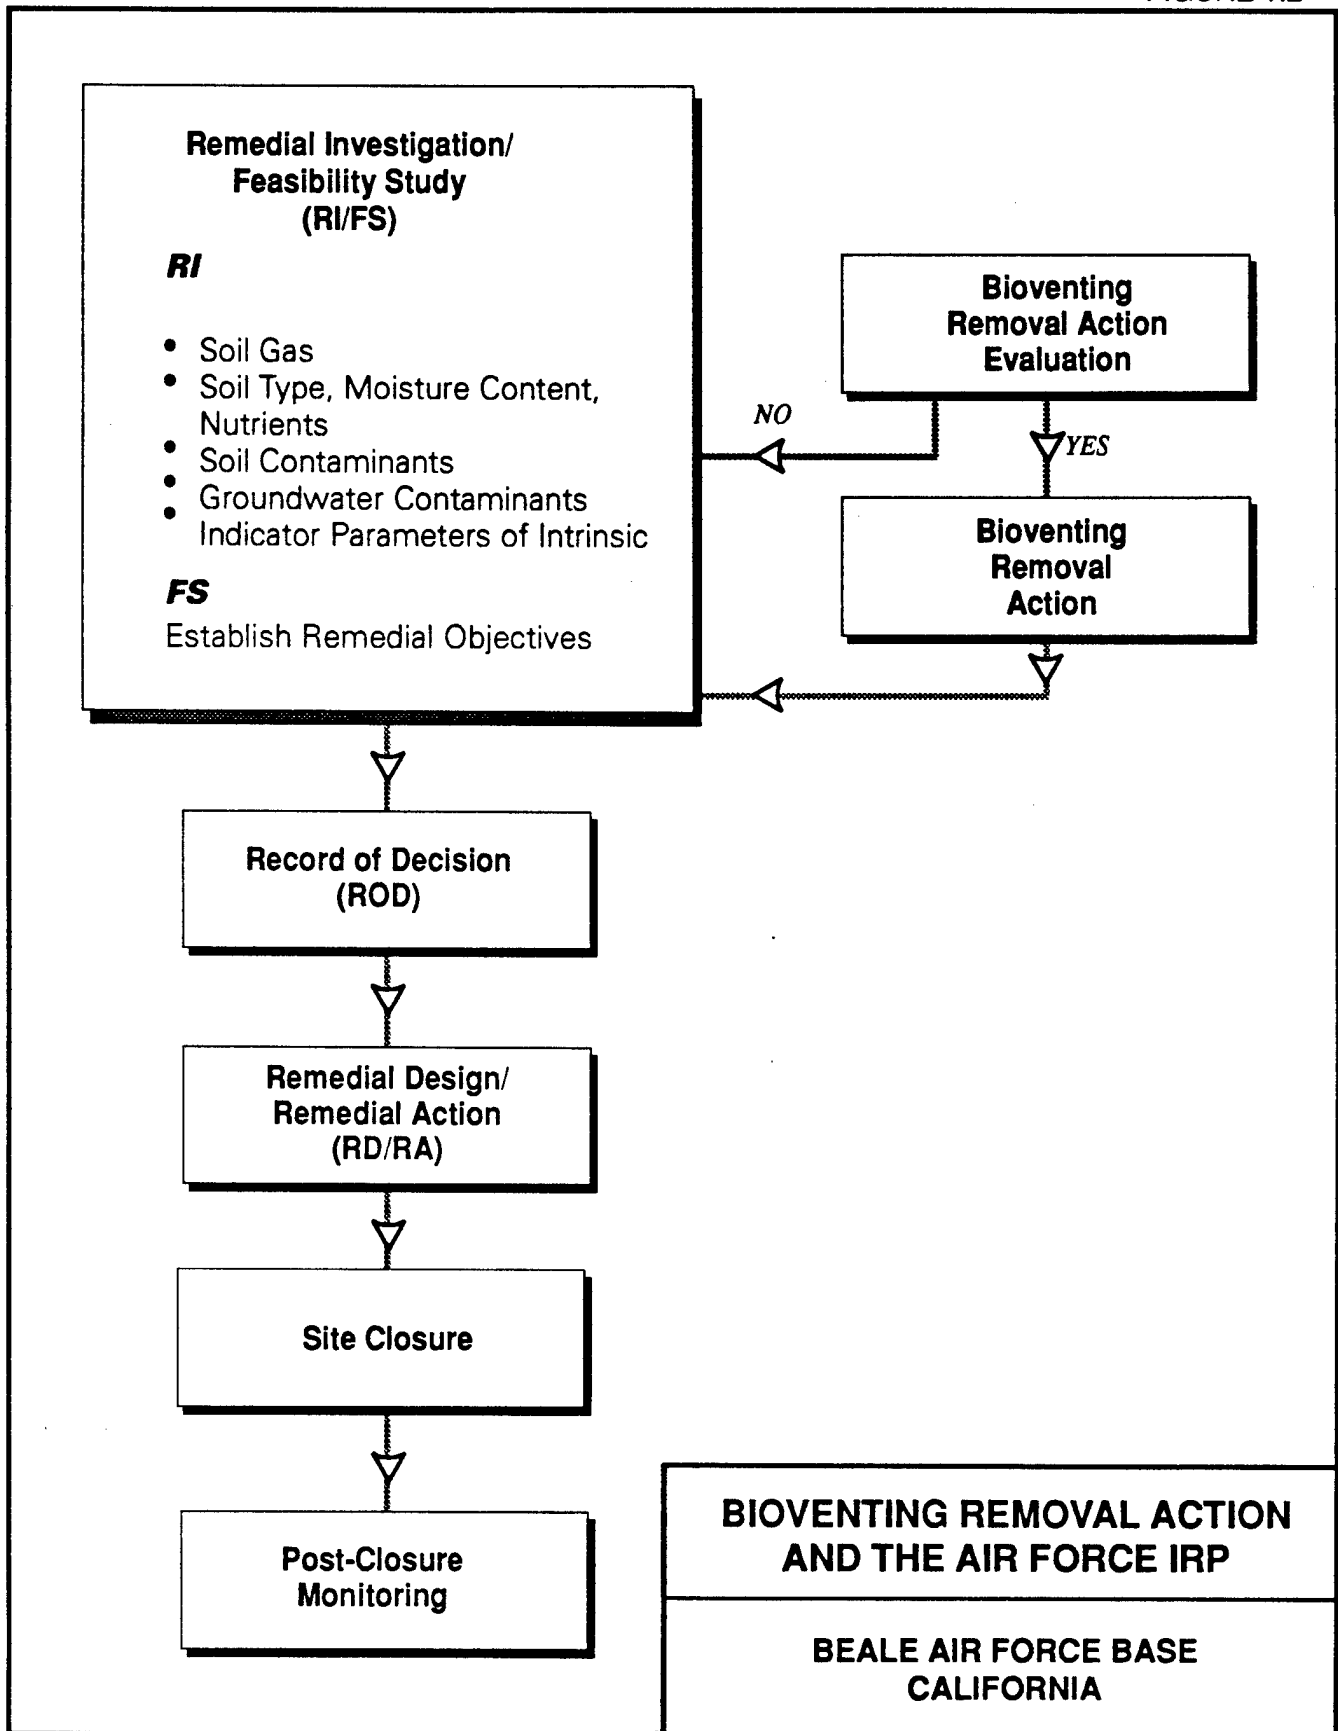 Remedial Investigation/
Feasibility Study
(RI/FS)
RI
• Soil Gas
• Soil Type, Moisture Content,
Nutrients
• Soil Contaminants
• Groundwater Contaminants
• Indicator Parameters of Intrinsic
FS
Establish Remedial Objectives
Bioventing
Removal Action
Evaluation
NO
YES
Bioventing
Removal
Action
Record of Decision
(ROD)
Remedial Design/
Remedial Action
(RD/RA)
Site Closure
Post-Closure
Monitoring
BIOVENTING REMOVAL ACTION
AND THE AIR FORCE IRP
BEALE AIR FORCE BASE
CALIFORNIA